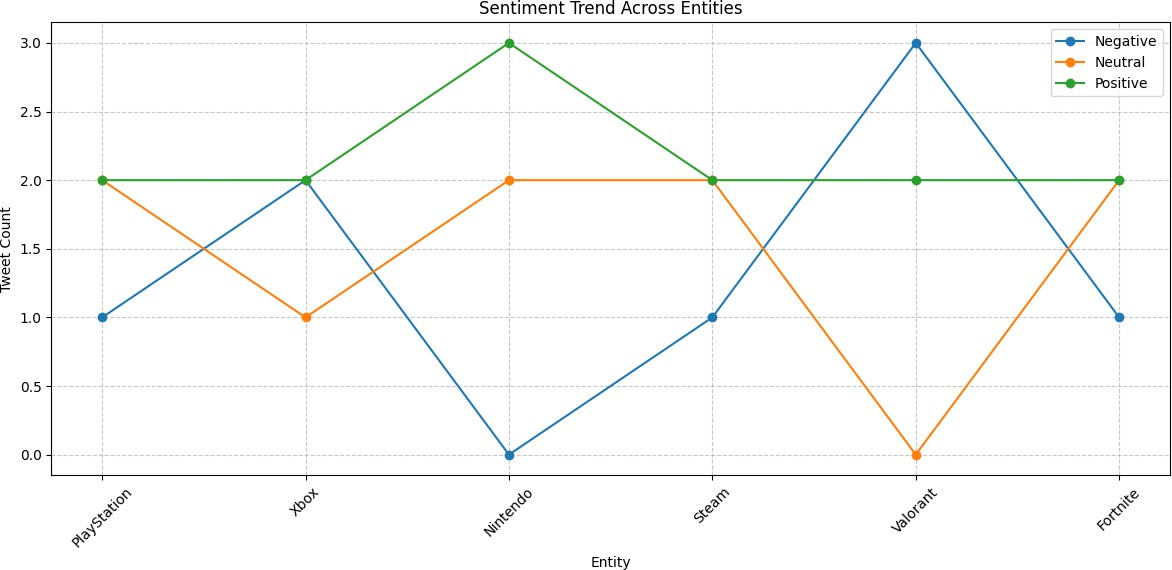 Sentiment Trend Across Entities
Negative
Neutral
Positive
3.0
2.5
2.0
1.5
1.0
0.5
0.0
Tweet Count
PlayStation
Xbox
Nintendo
Steam
Valorant
Fortnite
Entity